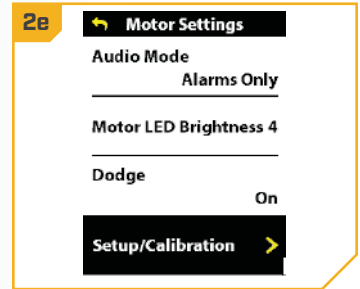 2e
Motor Settings
Audio Mode
Alarms Only
Motor LED Brightness 4
Dodge
On
Setup/Calibration